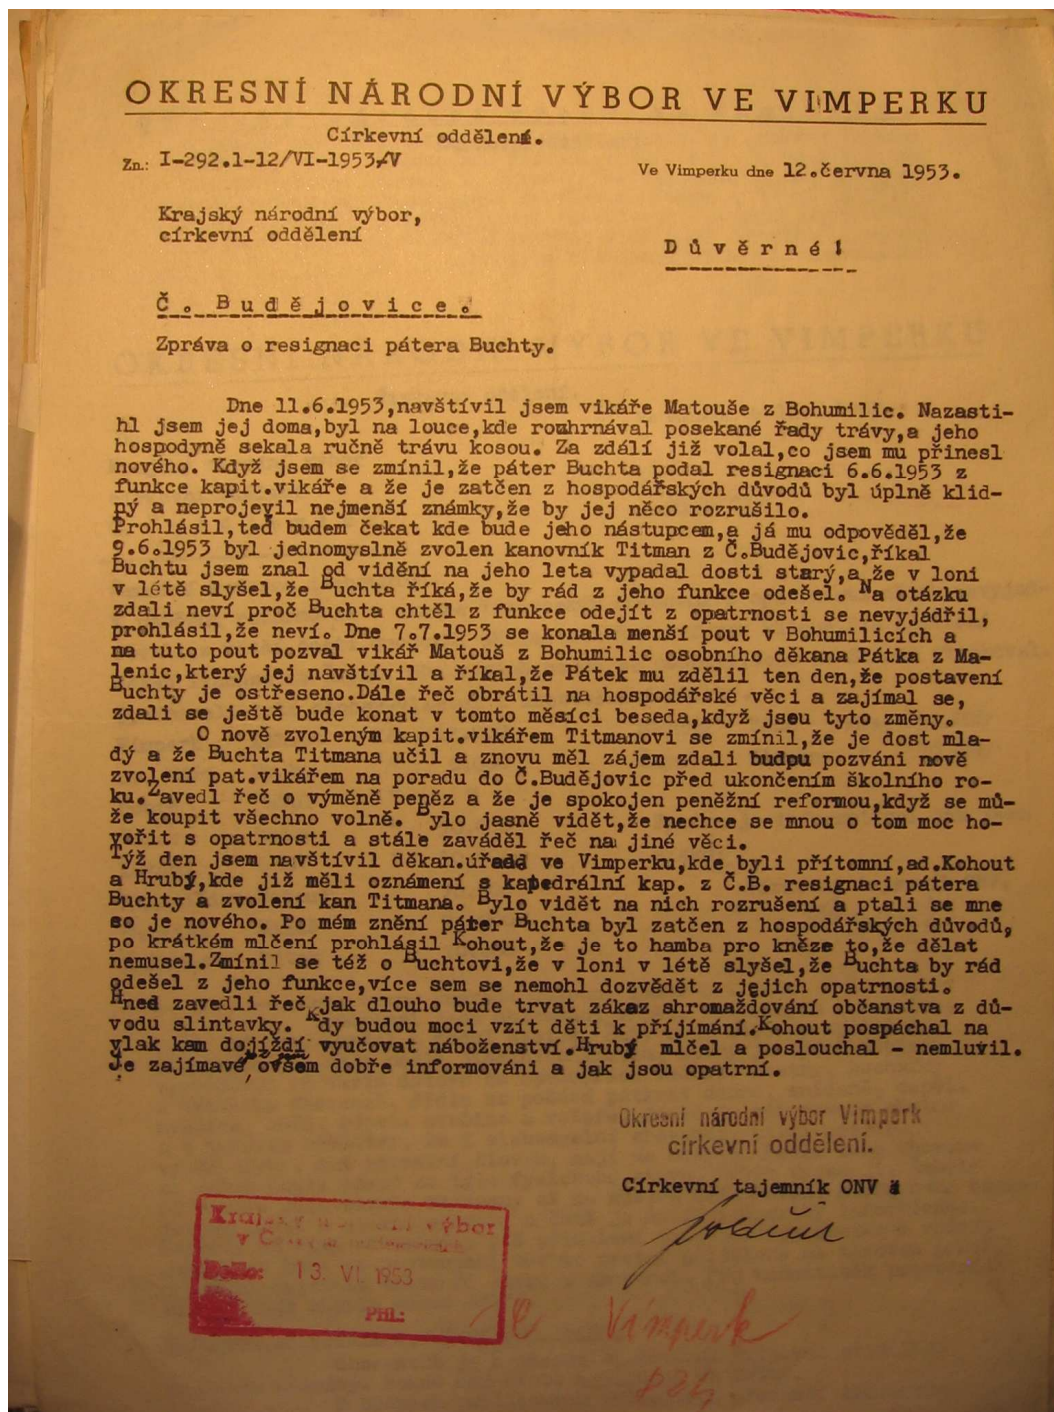 OKRESNÍ NÁRODNÍ VÝBOR VE VIMPERKU
Církevní oddělení.
Zn.: I-292.1-12/VI-1953/V
Ve Vimperku dne 12.června 1953.
Krajský národní výbor,
církevní oddělení
Důvěrné!
Č. Budějovice.
Zpráva o resignaci pátera Buchty.
Dne 11.6.1953,navštívil jsem vikáře Matouše z Bohumilic. Nazasti-
hl jsem jej doma,byl na louce,kde rouhrnával posekané řady trávy,a jeho
hospodyně sekala ručně trávu kosou. Za zdálí již volal,co jsem mu přinesl
nového. Když jsem se zmínil,že páter Buchta podal resignaci 6.6.1953 z
funkce kapit.vikáře a že je zatčen z hospodářských důvodů byl úplně klid-
ný a neprojevil nejmenší známky,že by jej něco rozrušilo.
Prohlásil,teď budem čekat kde bude jeho nástupcem,a já mu odpověděl,že
9.6.1953 byl jednomyslně zvolen kanovník Titman z Č.Budějovic,říkal
Buchtu jsem znal od vidění na jeho leta vypadal dosti starý,a že v loni
v létě slyšel,že Buchta říká,že by rád z jeho funkce odešel. Na otázku
zdali neví proč Buchta chtěl z funkce odejít z opatrnosti se nevyjádřil,
prohlásil,že neví. Dne 7.7.1953 se konala menší pout v Bohumilicích a
na tuto pout pozval vikář Matouš z Bohumilic osobního děkana Pátka z Ma-
lenic,který jej navštívil a říkal,že Pátek mu zdělil ten den,že postavení
Buchty je ostřeseno.Dále řeč obrátil na hospodářské věci a zajímal se,
zdali se ještě bude konat v tomto měsíci beseda,když jsou tyto změny.
O nově zvoleným kapit.vikářem Titmanovi se zmínil,že je dost mla-
dý a že Buchta Titmana učil a znovu měl zájem zdali budpu pozváni nově
zvolení pat.vikářem na poradu do Č.Budějovic před ukončením školního ro-
ku.Zavedl řeč o výměně peněz a že je spokojen peněžní reformou,když se mů-
že koupit všechno volně. Bylo jasně vidět,že nechce se mnou o tom moc ho-
vořit s opatrnosti a stále zaváděl řeč na jiné věci.
Týž den jsem navštívil děkan.úřadd ve Vimperku,kde byli přítomní,ad.Kohout
a Hrubý,kde již měli oznámení s kapedrální kap. z Č.B. resignaci pátera
Buchty a zvolení kan Titmana. Bylo vidět na nich rozrušení a ptali se mne
co je nového. Po mém znění páter Buchta byl zatčen z hospodářských důvodů,
po krátkém mlčení prohlásil Kohout,že je to hamba pro kněze to,že dělat
nemusel.Zmínil se též o Buchtovi,že v loni v létě slyšel,že Buchta by rád
odešel z jeho funkce,více sem se nemohl dozvědět z jejich opatrnosti.
Hned zavedli řeč,jak dlouho bude trvat zákaz shromaždování občanstva z dů-
vodu slintavky. Kdy budou moci vzít děti k příjímání.Kohout pospáchal na
vlak kam dojíždí vyučovat náboženství.Hrubý mlčel a poslouchal - nemluvil.
Je zajímavé, ovšem dobře informováni a jak jsou opatrní.
Okresní národní výbor Vimperk
církevní oddělení.
Církevní tajemník ONV
Krajský národní výbor
v Českých Budějovicích
Došlo: 13. VI. 1953
Příl.:
Vimperk